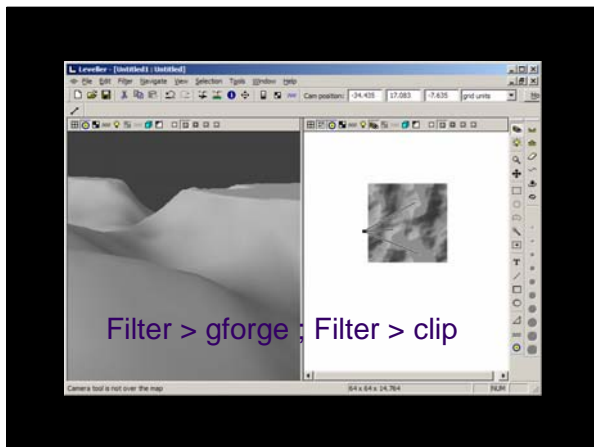 Leveller - [Untitled1 : Untitled]
File Edit Filter Navigate View Selection Tools Window Help
Cam position: -34.435 17.083 -7.635 grid units
Filter > gforge ; Filter > clip
Camera tool is not over the map 64 x 64 x 14.764 NUM